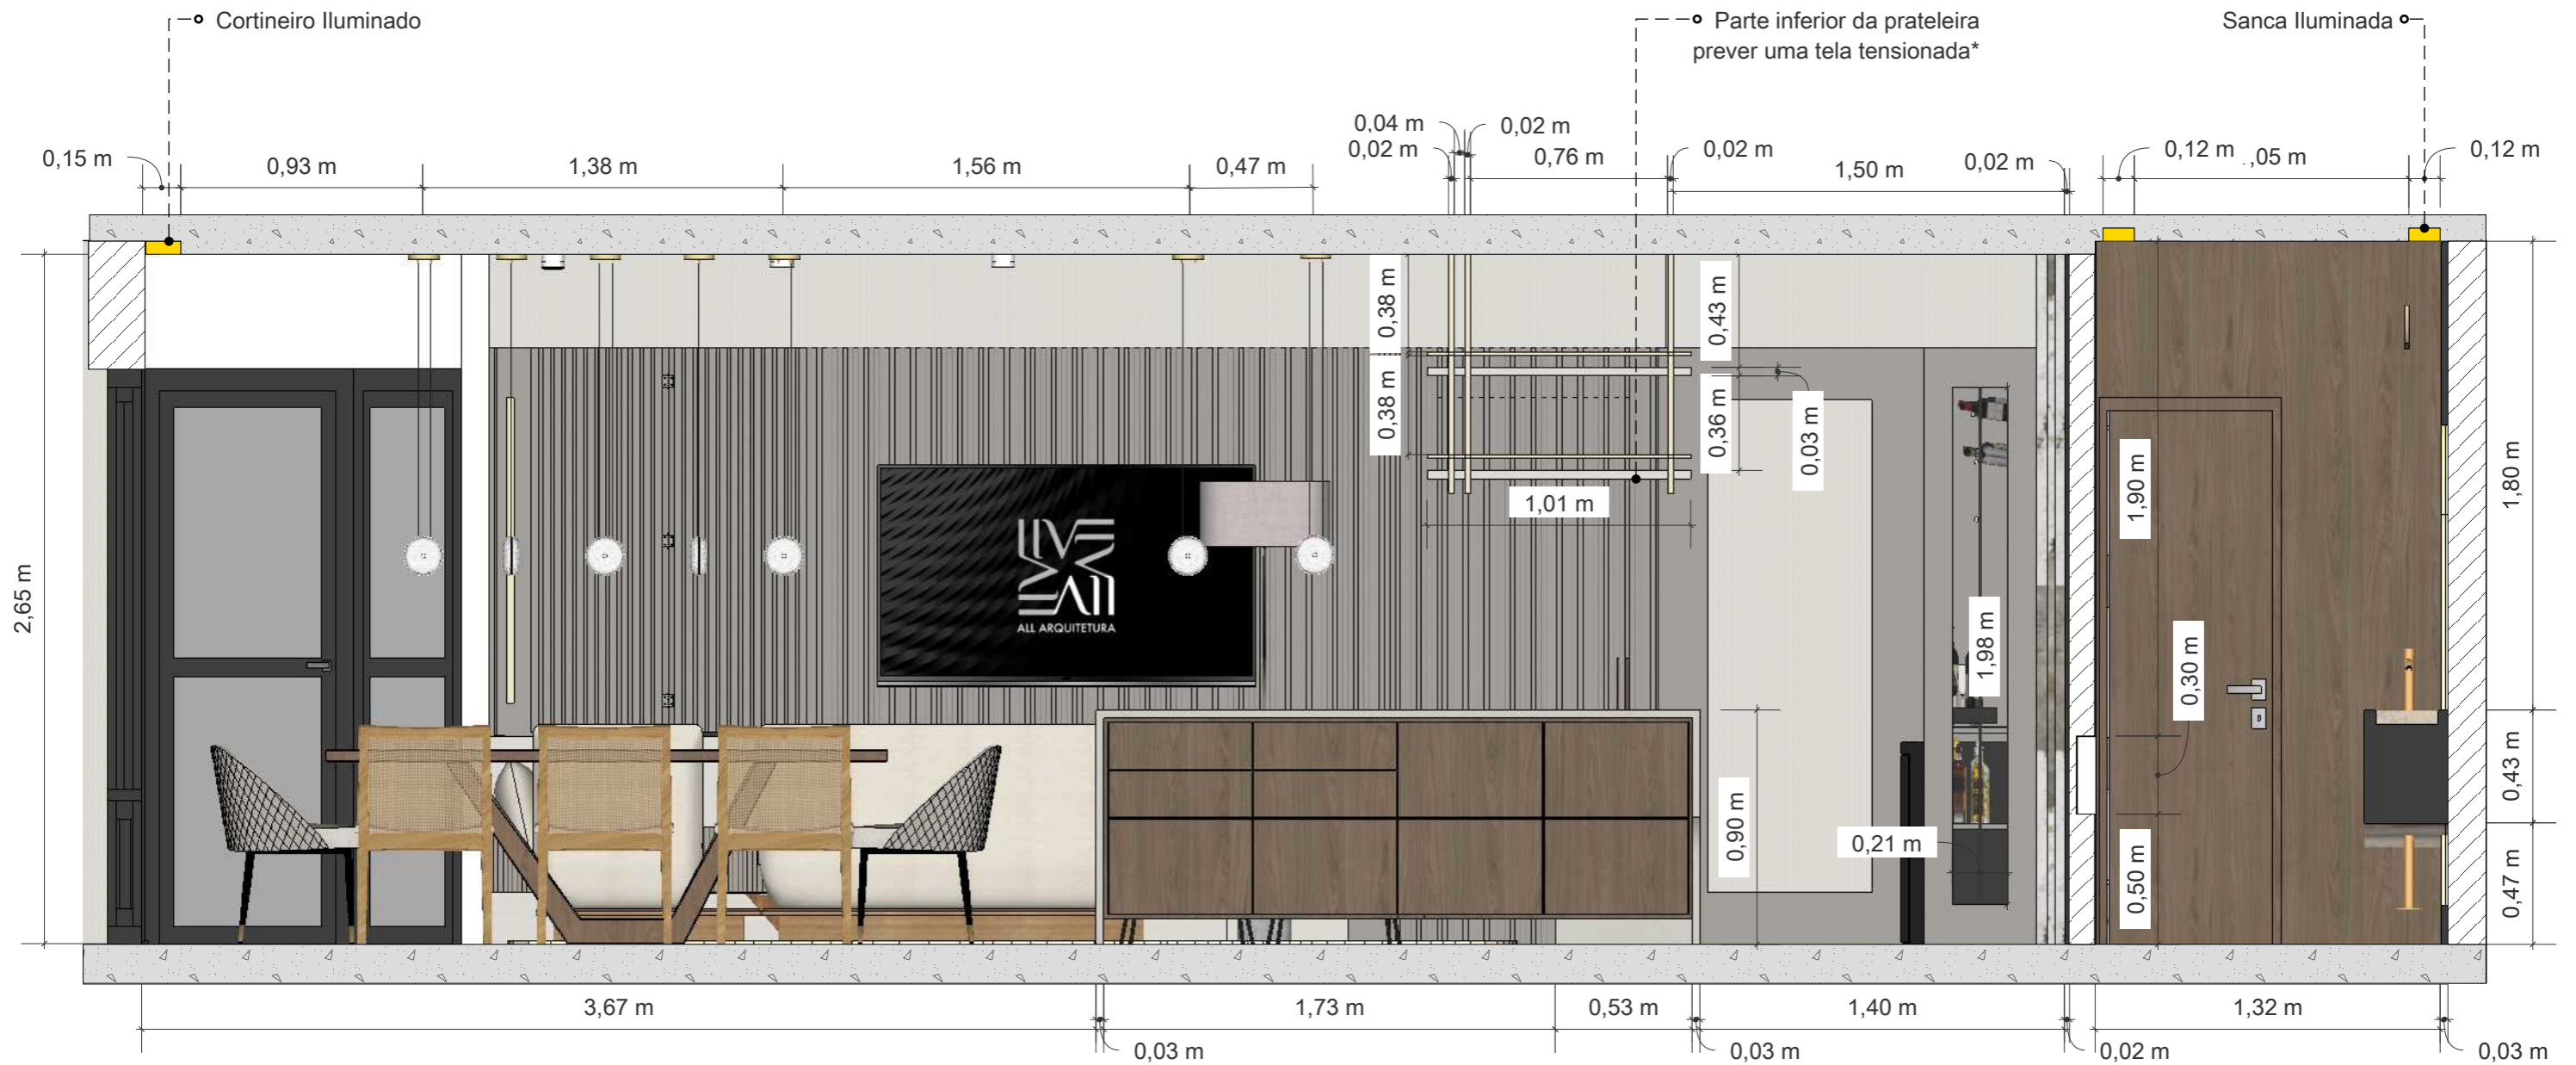 Cortineiro Iluminado
Parte inferior da prateleira
prever uma tela tensionada*
Sanca Iluminada
0,04 m
0,02 m
0,15 m
0,93 m
1,38 m
1,56 m
0,47 m
0,02 m
0,76 m
0,02 m
1,50 m
0,02 m
0,12 m
,05 m
0,12 m
0,38 m
0,43 m
0,38 m
0,36 m
0,03 m
1,01 m
1,90 m
1,80 m
2,65 m
ALL ARQUITETURA
1,98 m
0,30 m
0,43 m
0,90 m
0,21 m
0,50 m
0,47 m
3,67 m
1,73 m
0,53 m
1,40 m
1,32 m
0,03 m
0,03 m
0,02 m
0,03 m